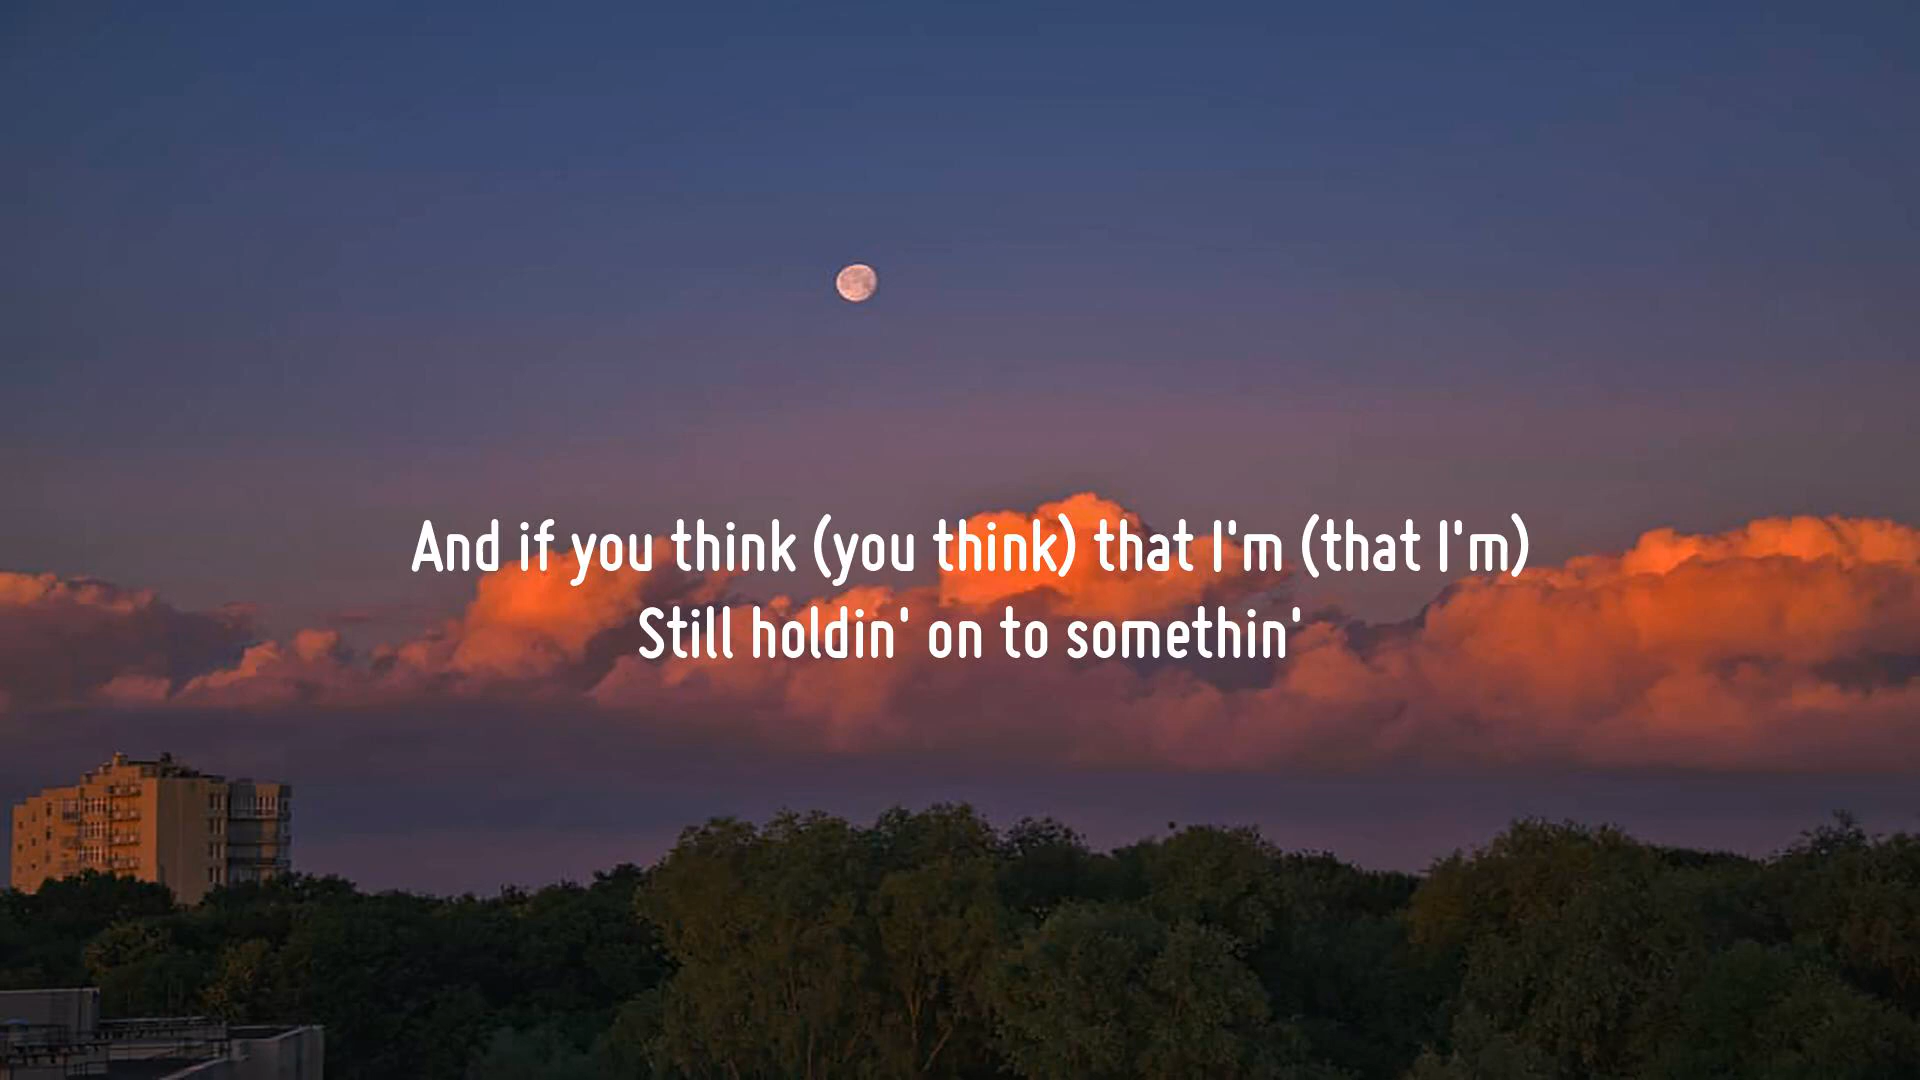 And if you think (you think) that I'm (that I'm)
Still holdin' on to somethin'